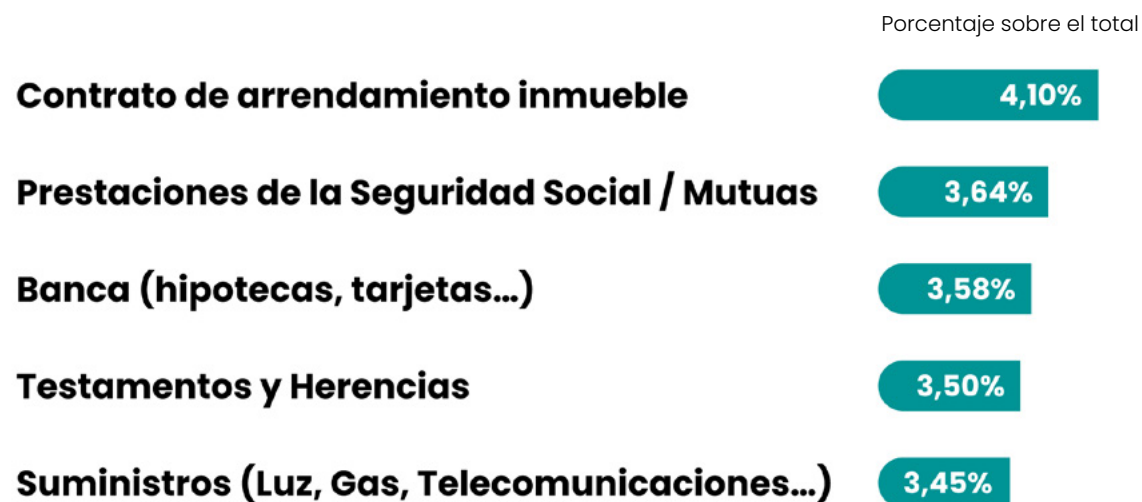 Porcentaje sobre el total
Contrato de arrendamiento inmueble 4,10%
Prestaciones de la Seguridad Social / Mutuas 3,64%
Banca (hipotecas, tarjetas...) 3,58%
Testamentos y Herencias 3,50%
Suministros (Luz, Gas, Telecomunicaciones...) 3,45%